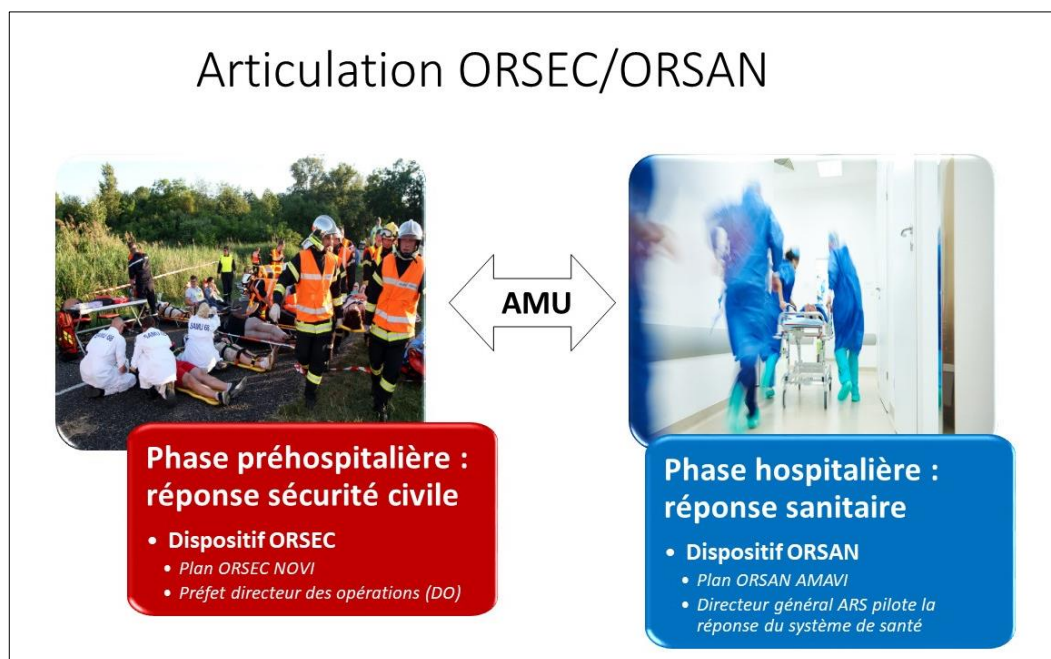 Articulation ORSEC/ORSAN
SAMU 68
AMU
Phase préhospitalière :
réponse sécurité civile
• Dispositif ORSEC
• Plan ORSEC NOVI
• Préfet directeur des opérations (DO)
Phase hospitalière :
réponse sanitaire
• Dispositif ORSAN
• Plan ORSAN AMAVI
• Directeur général ARS pilote la
réponse du système de santé